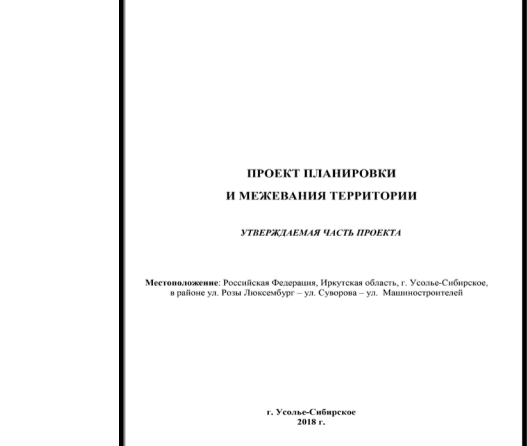 ПРОЕКТ ПЛАНИРОВКИ
И МЕЖЕВАНИЯ ТЕРРИТОРИИ
УТВЕРЖДАЕМАЯ ЧАСТЬ ПРОЕКТА
Местоположение: Российская Федерация, Иркутская область, г. Усолье-Сибирское,
в районе ул. Розы Люксембург – ул. Суворова – ул. Машиностроителей
г. Усолье-Сибирское
2018 г.